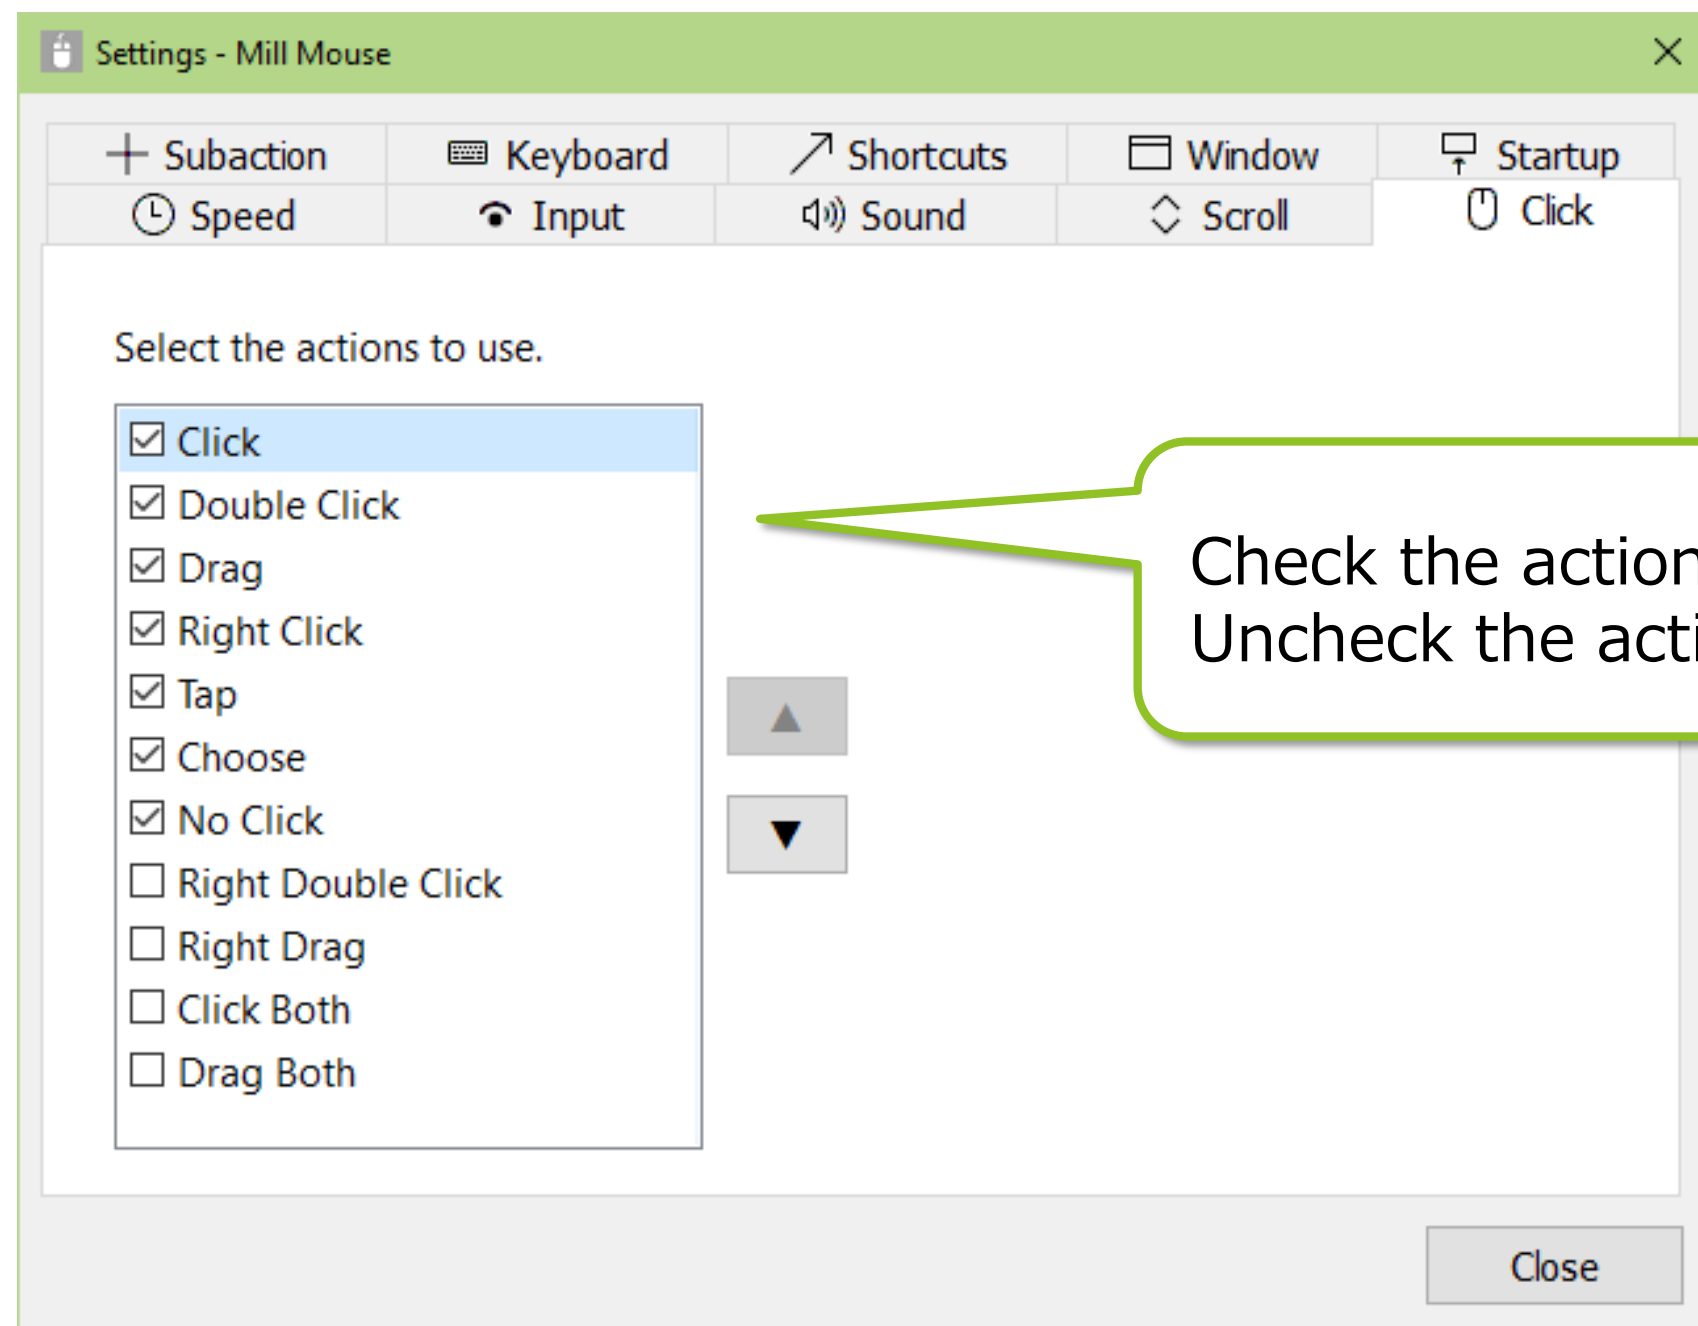 Settings - Mill Mouse
Subaction Keyboard Shortcuts Window Startup
Speed Input Sound Scroll Click
Select the actions to use.
Click
Double Click
Drag
Right Click
Tap
Choose
No Click
Right Double Click
Right Drag
Click Both
Drag Both
Check the action
Uncheck the
Close